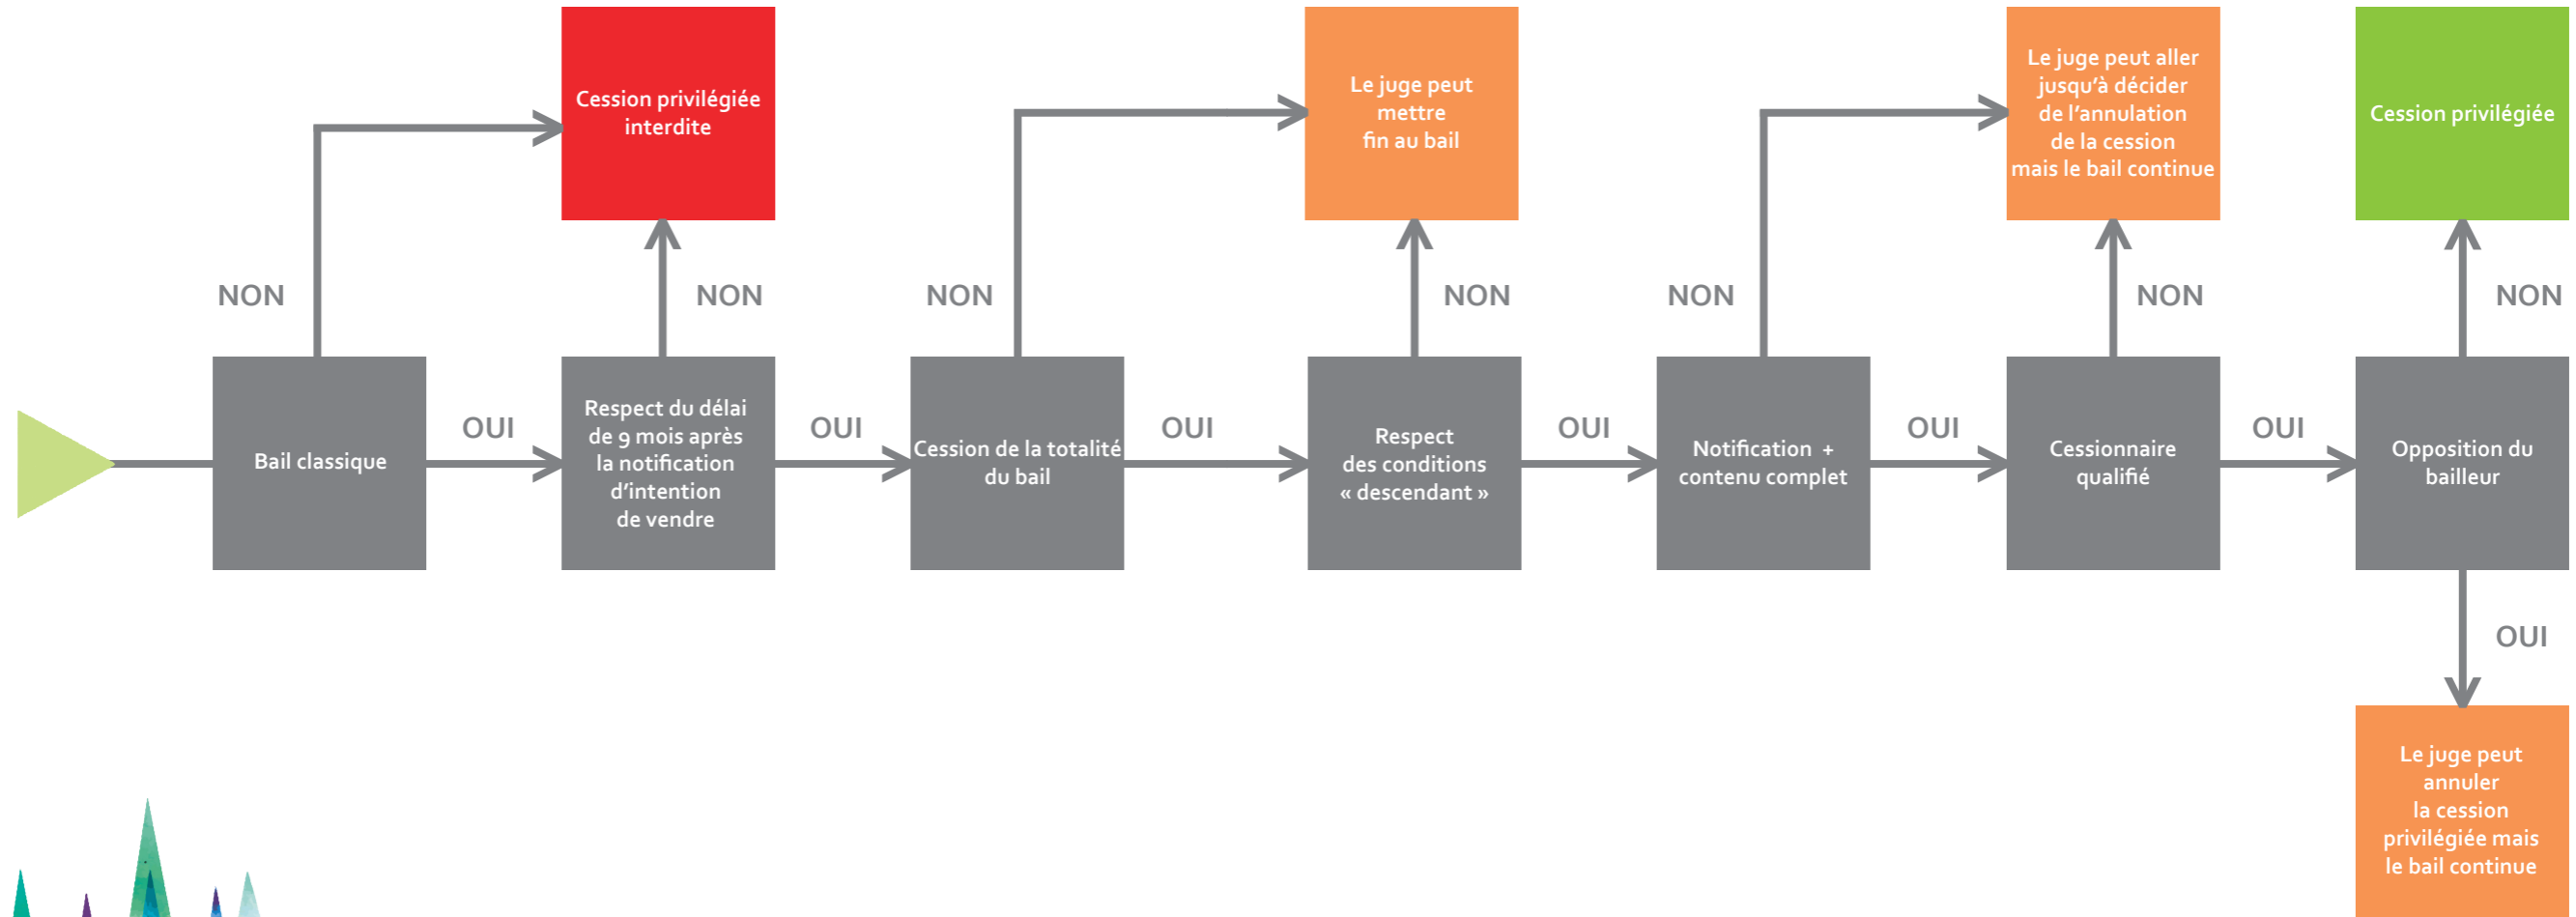 Cession privilégiée
interdite
Le juge peut
mettre
fin au bail
Le juge peut aller
jusqu'à décider
de l'annulation
de la cession
mais le bail continue
Cession privilégiée
NON
NON
NON
NON
NON
NON
NON
Bail classique
OUI
Respect du délai
de 9 mois après
la notification
d'intention
de vendre
OUI
Cession de la totalité
du bail
OUI
Respect
des conditions
« descendant »
OUI
Notification +
contenu complet
OUI
Cessionnaire
qualifié
OUI
Opposition du
bailleur
OUI
Le juge peut
annuler
la cession
privilégiée mais
le bail continue